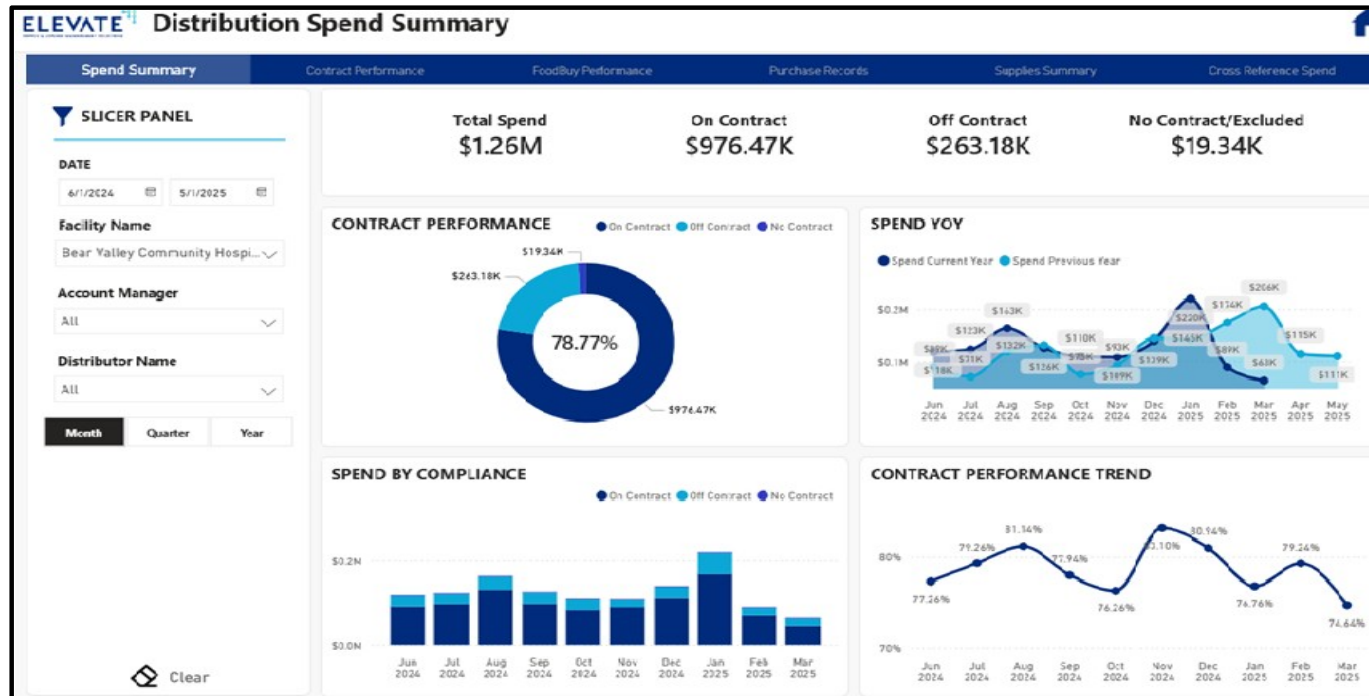 ELEVATE Distribution Spend Summary
Spend Summary Contract Performance FoodBuy Performance Purchase Records Supplies Summary Cross Reference Spend
SLICER PANEL
DATE
6/1/2024 5/1/2025
Facility Name
Bear Valley Community Hospi...
Account Manager
All
Distributor Name
All
Month Quarter Year
Clear
Total Spend On Contract Off Contract No Contract/Excluded
$1.26M $976.47K $263.18K $19.34K
CONTRACT PERFORMANCE
On Contract Off Contract No Contract
$19.34K
$263.18K
78.77%
$976.47K
SPEND YOY
Spend Current Year Spend Previous Year
$206K
$174K
$0.2M
$163K
$220K
$123K
$110K
$115K
$132K
$93K
$145K
$89K
$71K
$0.1M
$139K
$63K
$111K
Jun Jul Aug Sep Oct Nov Dec Jan Feb Mar Apr May
2024 2024 2024 2024 2024 2024 2024 2025 2025 2025 2025 2025
SPEND BY COMPLIANCE
On Contract Off Contract No Contract
$0.2M
$0.0M
Jun Jul Aug Sep Oct Nov Dec Jan Feb Mar
2024 2024 2024 2024 2024 2024 2024 2025 2025 2025
CONTRACT PERFORMANCE TREND
81.14%
80.94%
79.26%
79.24%
80%
77.94%
77.26%
76.26%
76.76%
74.64%
70%
Jun Jul Aug Sep Oct Nov Dec Jan Feb Mar
2024 2024 2024 2024 2024 2024 2024 2025 2025 2025